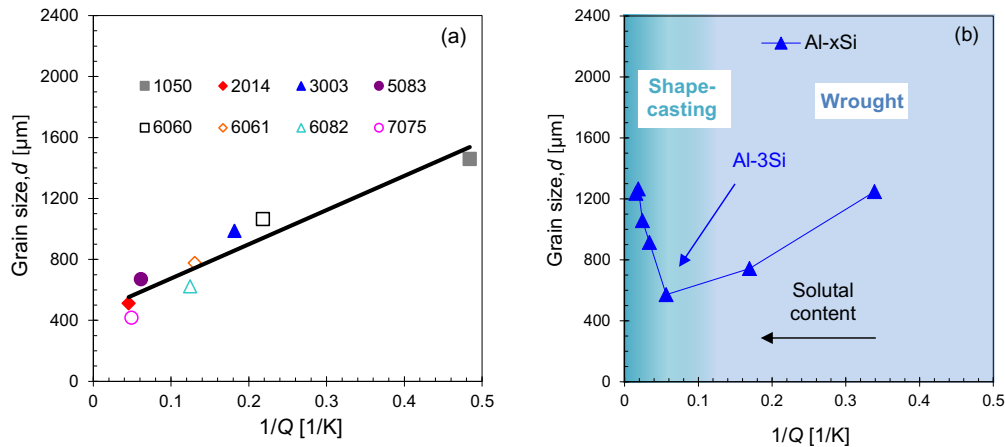 (a)
2400
2000
1600
1200
800
400
0
Grain size,d [µm]
1050 2014 3003 5083
6060 6061 6082 7075
0 0.1 0.2 0.3 0.4 0.5
1/Q [1/K]
(b)
2400
2000
1600
1200
800
400
0
Grain size,d [µm]
Al-xSi
Shape-
casting
Wrought
Al-3Si
Solutal
content
0 0.1 0.2 0.3 0.4 0.5
1/Q [1/K]